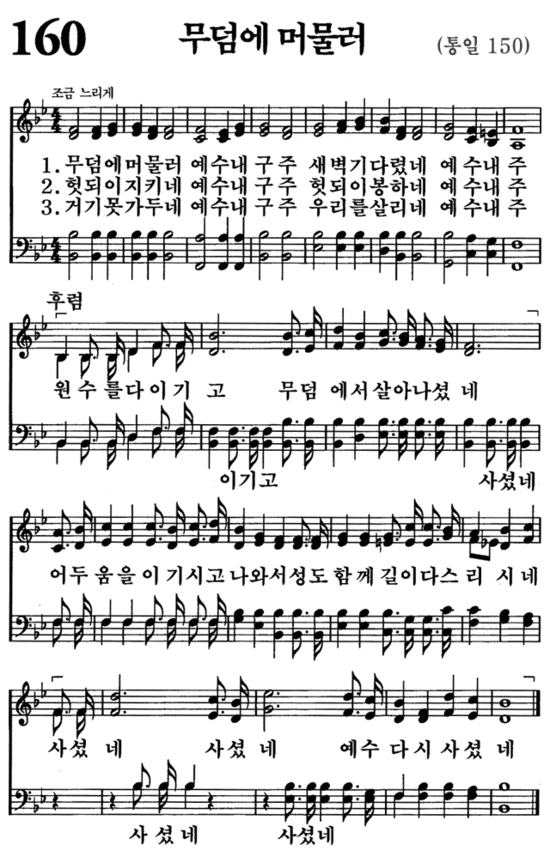 160 무덤에 머물러 (통일 150)
조금 느리게
1. 무덤에머물러 예수내 구주 새벽기다렸네 예수내 주
2. 헛되이지키네 예수내 구주 헛되이봉하네 예수내 주
3. 거기못가두네 예수내 구주 우리를살리네 예수내 주
후렴
원수를다이기 고 무덤 에서살아나셨 네
이기고 사셨네
어두 움을 이 기시고나와서성도 함께 길이다스 리 시네
사셨 네 사셨 네 예수 다시 사셨 네
사 셨 네 사셨네